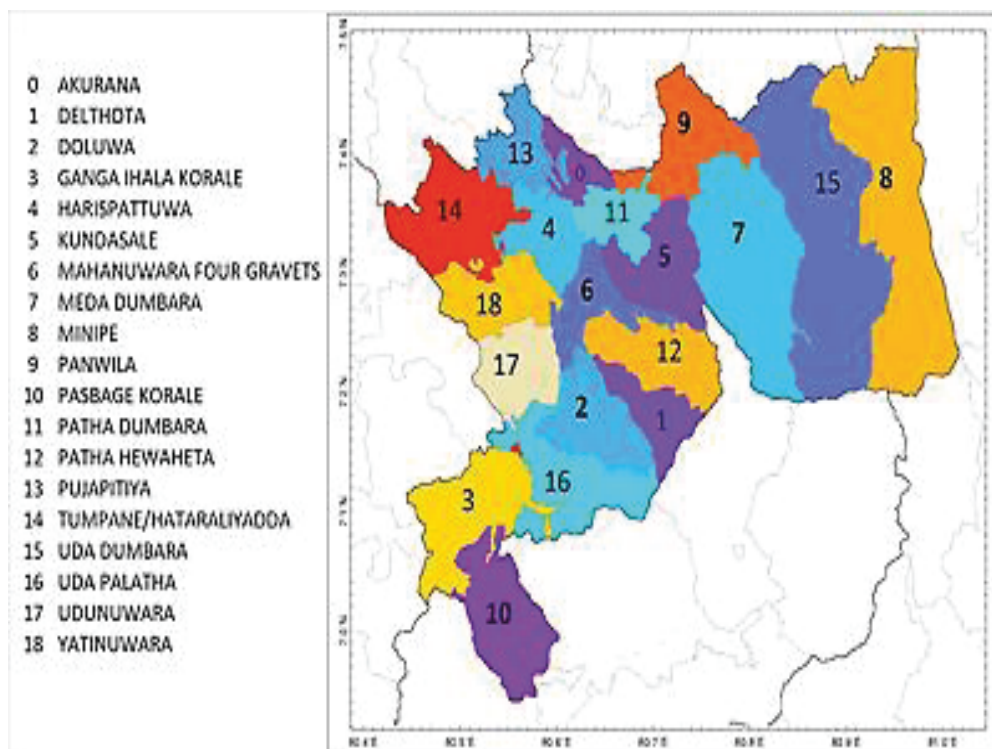 0 AKURANA
1 DELTHOTA
2 DOLUWA
3 GANGA IHALA KORALE
4 HARISPATTUWA
5 KUNDASALE
6 MAHANUWARA FOUR GRAVETS
7 MEDA DUMBARA
8 MINIPE
9 PANWILA
10 PASBAGE KORALE
11 PATHA DUMBARA
12 PATHA HEWAHETA
13 PUJAPITIYA
14 TUMPANE/HATARALIYADDA
15 UDA DUMBARA
16 UDA PALATHA
17 UDUNUWARA
18 YATINUWARA
9
13
0
15
8
14
11
4
7
5
6
18
12
17
2
1
16
3
10